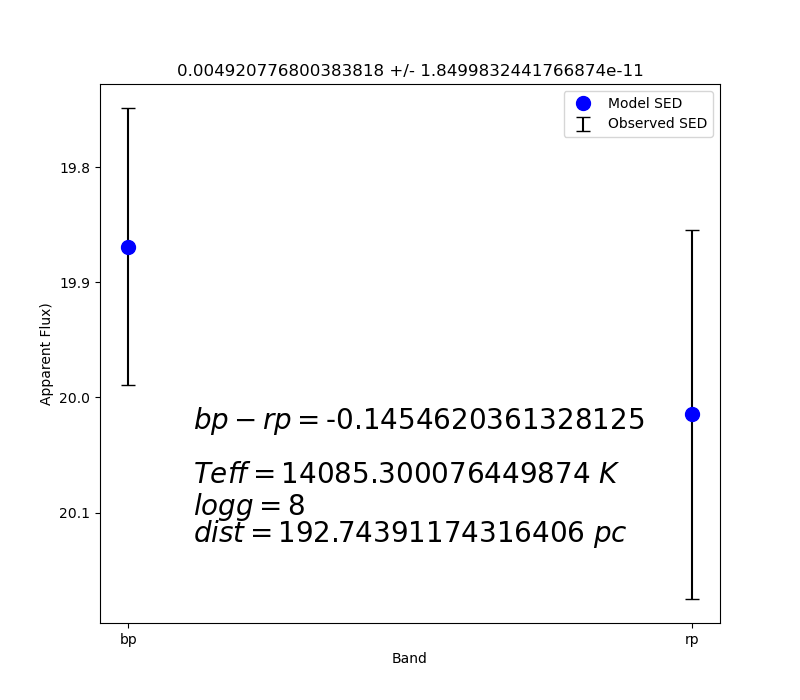 0.004920776800383818 +/- 1.8499832441766874e-11
Model SED
Observed SED
19.8
19.9
20.0
20.1
Apparent Flux)
bp − rp = -0.1454620361328125
Teff = 14085.300076449874 K
logg = 8
dist = 192.74391174316406 pc
bp
rp
Band